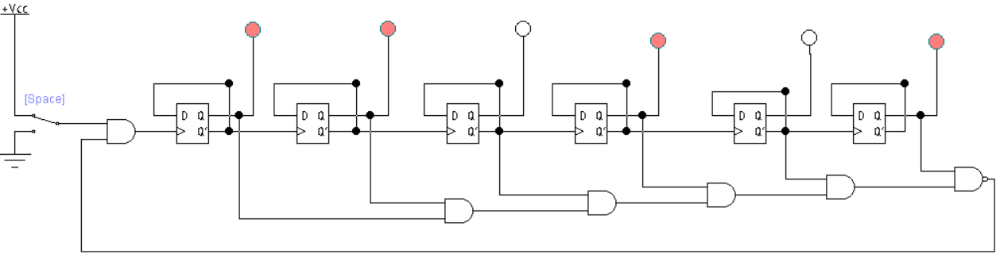 +Vcc
[Space]
D Q D Q D Q D Q D Q D Q
Q' Q' Q' Q' Q' Q'